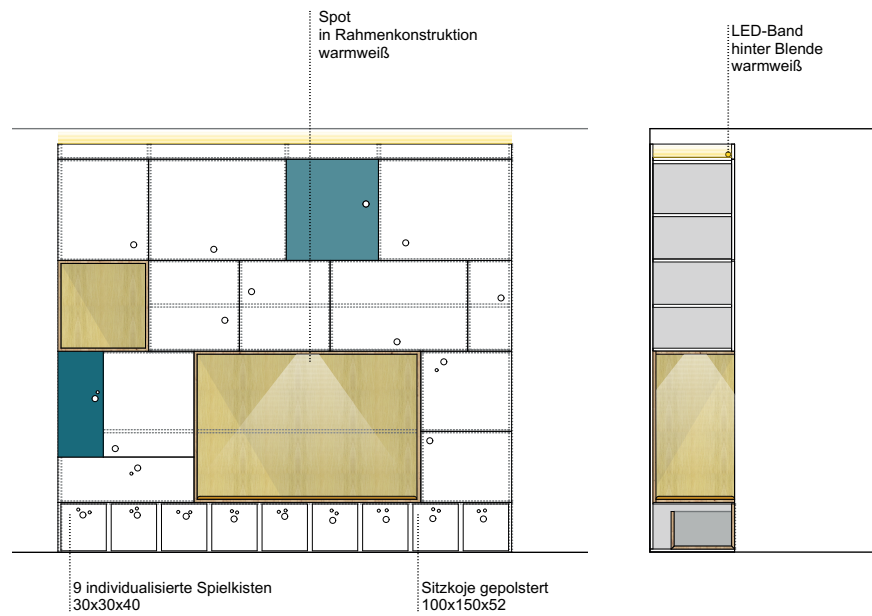 Spot
in Rahmenkonstruktion
warmweiß
LED-Band
hinter Blende
warmweiß
9 individualisierte Spielkisten
30x30x40
Sitzkoje gepolstert
100x150x52